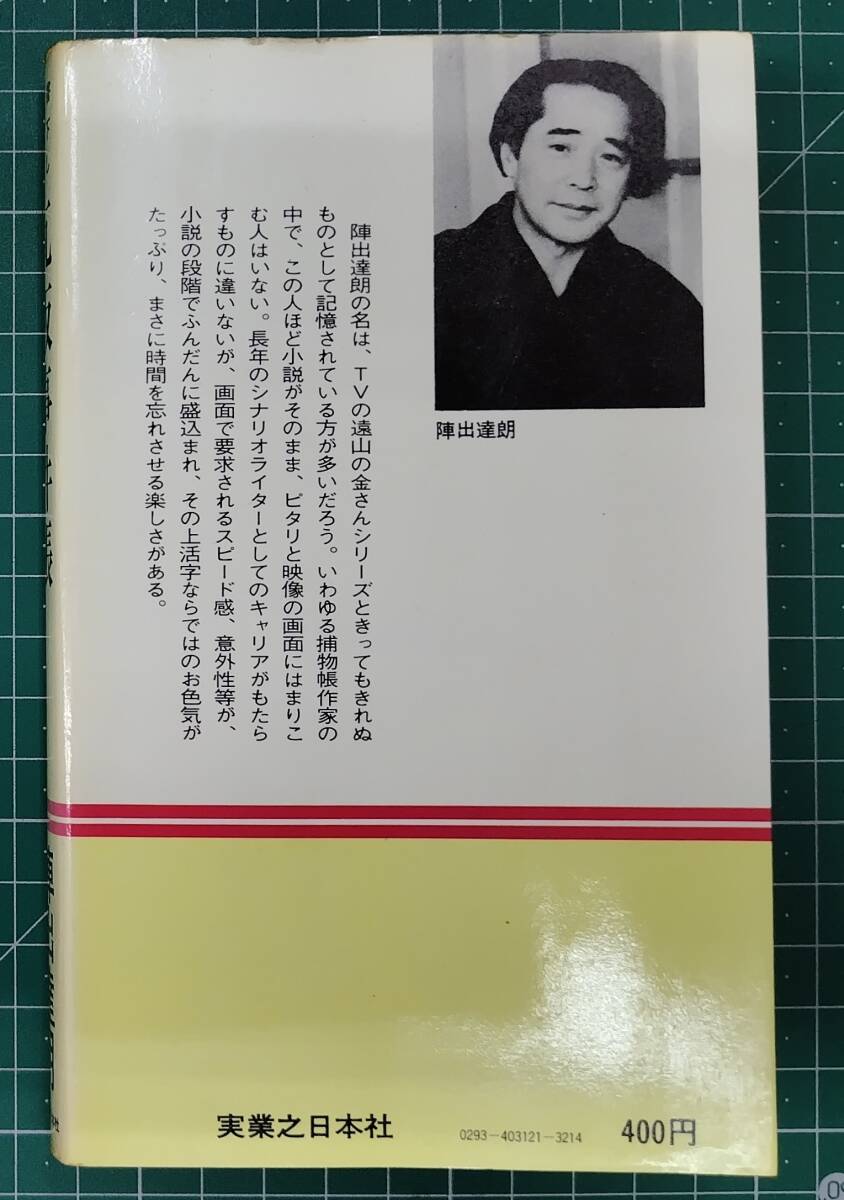 陣出達朗
陣出達朗の名は、TVの遠山の金さんシリーズときってもきれぬ
ものとして記憶されている方が多いだろう。いわゆる捕物帳作家の
中で、この人ほど小説がそのまま、ピタリと映像の画面にはまりこ
む人はいない。長年のシナリオライターとしてのキャリアがもたら
すものに違いないが、画面で要求されるスピード感、意外性等が、
小説の段階でふんだんに盛込まれ、その上活字ならではのお色気が
たっぷり、まさに時間を忘れさせる楽しさがある。
実業之日本社
0293-403121-3214
400円